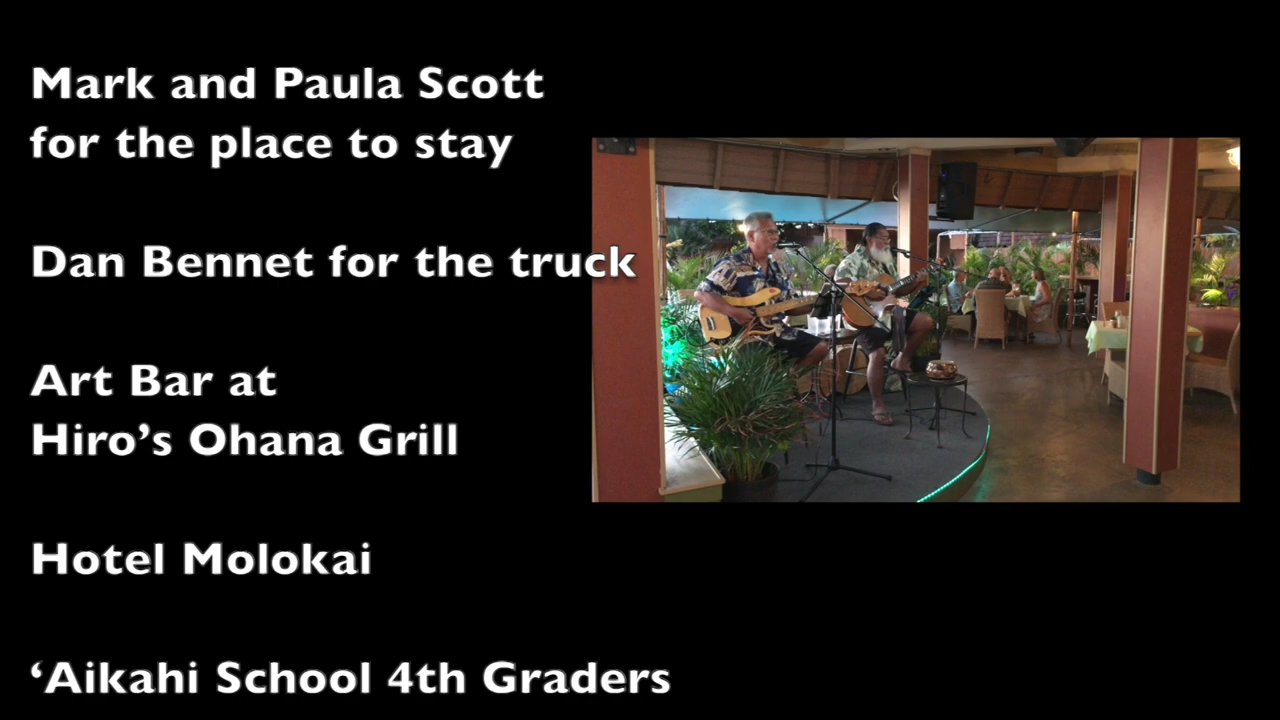 Mark and Paula Scott
for the place to stay
Dan Bennet for the truck
Art Bar at
Hiro’s Ohana Grill
Hotel Molokai
‘Aikahi School 4th Graders